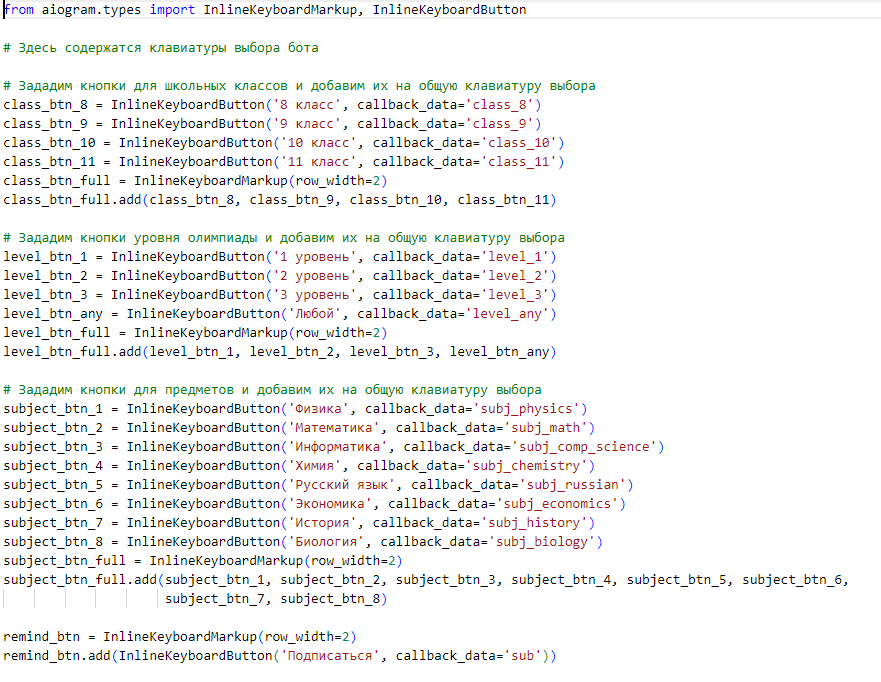 from aiogram.types import InlineKeyboardMarkup, InlineKeyboardButton
# Здесь содержатся клавиатуры выбора бота
# Зададим кнопки для школьных классов и добавим их на общую клавиатуру выбора
class_btn_8 = InlineKeyboardButton('8 класс', callback_data='class_8')
class_btn_9 = InlineKeyboardButton('9 класс', callback_data='class_9')
class_btn_10 = InlineKeyboardButton('10 класс', callback_data='class_10')
class_btn_11 = InlineKeyboardButton('11 класс', callback_data='class_11')
class_btn_full = InlineKeyboardMarkup(row_width=2)
class_btn_full.add(class_btn_8, class_btn_9, class_btn_10, class_btn_11)
# Зададим кнопки уровня олимпиады и добавим их на общую клавиатуру выбора
level_btn_1 = InlineKeyboardButton('1 уровень', callback_data='level_1')
level_btn_2 = InlineKeyboardButton('2 уровень', callback_data='level_2')
level_btn_3 = InlineKeyboardButton('3 уровень', callback_data='level_3')
level_btn_any = InlineKeyboardButton('Любой', callback_data='level_any')
level_btn_full = InlineKeyboardMarkup(row_width=2)
level_btn_full.add(level_btn_1, level_btn_2, level_btn_3, level_btn_any)
# Зададим кнопки для предметов и добавим их на общую клавиатуру выбора
subject_btn_1 = InlineKeyboardButton('Физика', callback_data='subj_physics')
subject_btn_2 = InlineKeyboardButton('Математика', callback_data='subj_math')
subject_btn_3 = InlineKeyboardButton('Информатика', callback_data='subj_comp_science')
subject_btn_4 = InlineKeyboardButton('Химия', callback_data='subj_chemistry')
subject_btn_5 = InlineKeyboardButton('Русский язык', callback_data='subj_russian')
subject_btn_6 = InlineKeyboardButton('Экономика', callback_data='subj_economics')
subject_btn_7 = InlineKeyboardButton('История', callback_data='subj_history')
subject_btn_8 = InlineKeyboardButton('Биология', callback_data='subj_biology')
subject_btn_full = InlineKeyboardMarkup(row_width=2)
subject_btn_full.add(subject_btn_1, subject_btn_2, subject_btn_3, subject_btn_4, subject_btn_5, subject_btn_6,
subject_btn_7, subject_btn_8)
remind_btn = InlineKeyboardMarkup(row_width=2)
remind_btn.add(InlineKeyboardButton('Подписаться', callback_data='sub'))